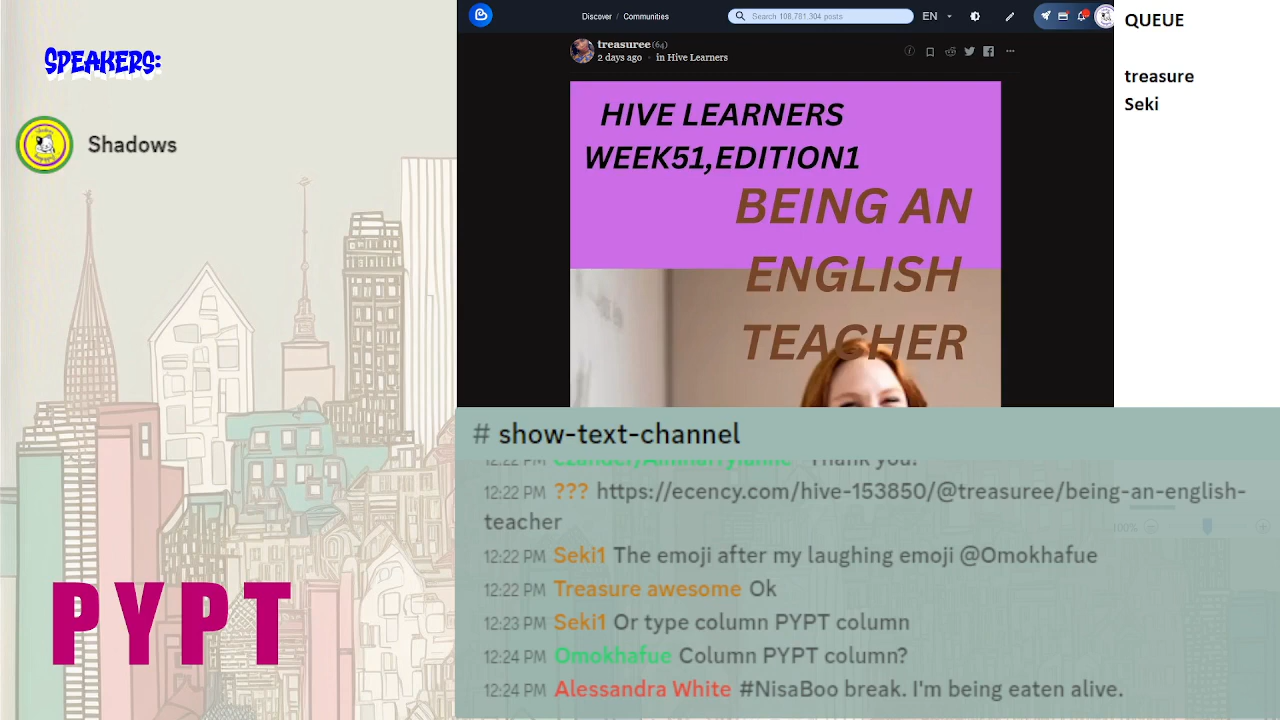 SPEAKERS:
Shadows
PYPT
Discover / Communities
Search 108,781,304 posts
EN
treasuree (64)
2 days ago · in Hive Learners
HIVE LEARNERS
WEEK51,EDITION1
BEING AN
ENGLISH
TEACHER
QUEUE
treasure
Seki
# show-text-channel
12:22 PM Thank you!
12:22 PM ??? https://ecency.com/hive-153850/@treasuree/being-an-english-
teacher
12:22 PM Seki1 The emoji after my laughing emoji @Omokhafue
12:22 PM Treasure awesome Ok
12:23 PM Seki1 Or type column PYPT column
12:24 PM Omokhafue Column PYPT column?
12:24 PM Alessandra White #NisaBoo break. I'm being eaten alive.
100%